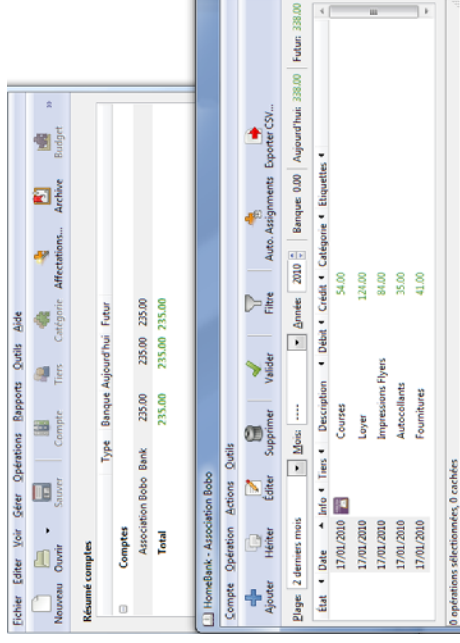 Fichier Editer Voir Gérer Opérations Rapports Outils Aide
Nouveau Ouvrir Sauver Compte Tiers Catégorie Affectations... Archive Budget »
Résumé comptes
Type Banque Aujourd'hui Futur
Comptes
Association Bobo Bank 235.00 235.00 235.00
Total 235.00 235.00 235.00
HomeBank - Association Bobo
Compte Opération Actions Outils
Ajouter Hériter Éditer Supprimer Valider Filtre Auto. Assignments Exporter CSV...
Plage: 2 derniers mois Mois: ---- Année: 2010 Banque: 0.00 Aujourd'hui: 338.00 Futur: 338.00
État Date Info Tiers Description Débit Crédit Catégorie Etiquettes
17/01/2010 Courses 54.00
17/01/2010 Loyer 124.00
17/01/2010 Impressions Flyers 84.00
17/01/2010 Autocollants 35.00
17/01/2010 Fournitures 41.00
0 opérations sélectionnées, 0 cachées